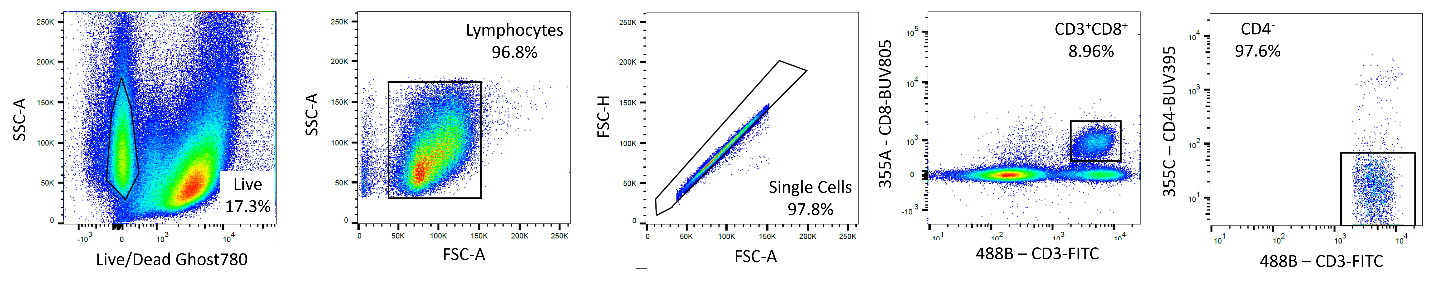 250K
200K
150K
100K
50K
0
SSC-A
Live
17.3%
-10³
0
10³
10⁴
Live/Dead Ghost780
250K
200K
150K
100K
50K
0
SSC-A
Lymphocytes
96.8%
0
50K
100K
150K
200K
250K
FSC-A
250K
200K
150K
100K
50K
0
FSC-H
Single Cells
97.8%
0
50K
100K
150K
200K
250K
FSC-A
10⁵
10⁴
10³
0
-10³
355A - CD8-BUV805
CD3⁺CD8⁺
8.96%
10¹
10²
10³
10⁴
488B – CD3-FITC
10⁴
10³
10²
10¹
355C – CD4-BUV395
CD4⁻
97.6%
10¹
10²
10³
10⁴
488B – CD3-FITC